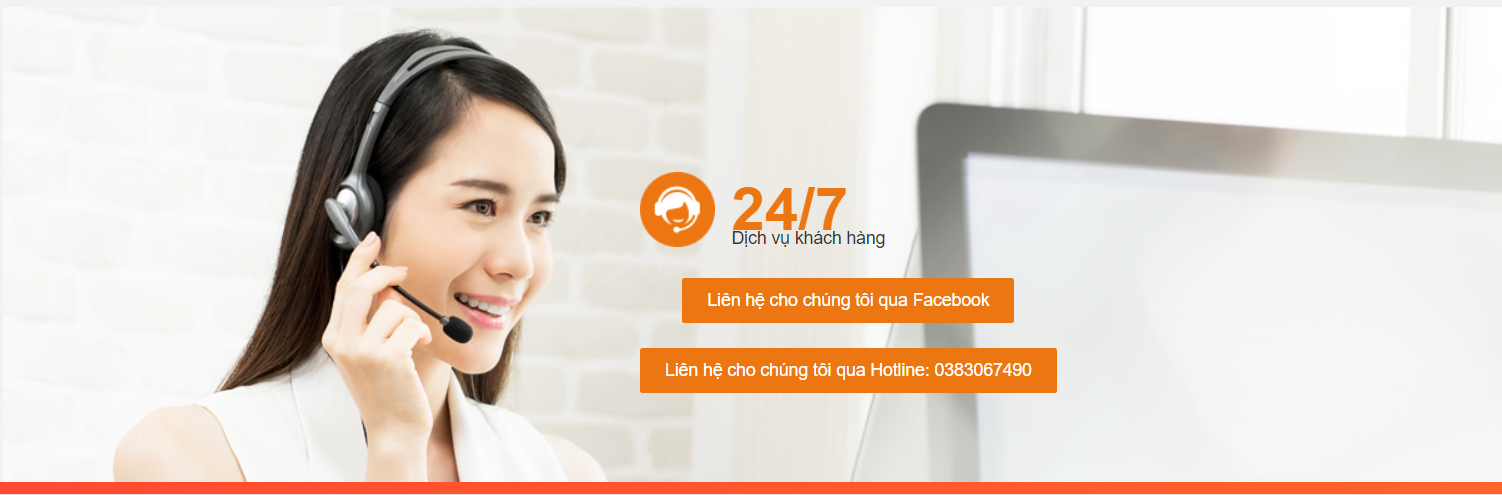 24/7
Dịch vụ khách hàng
Liên hệ cho chúng tôi qua Facebook
Liên hệ cho chúng tôi qua Hotline: 0383067490